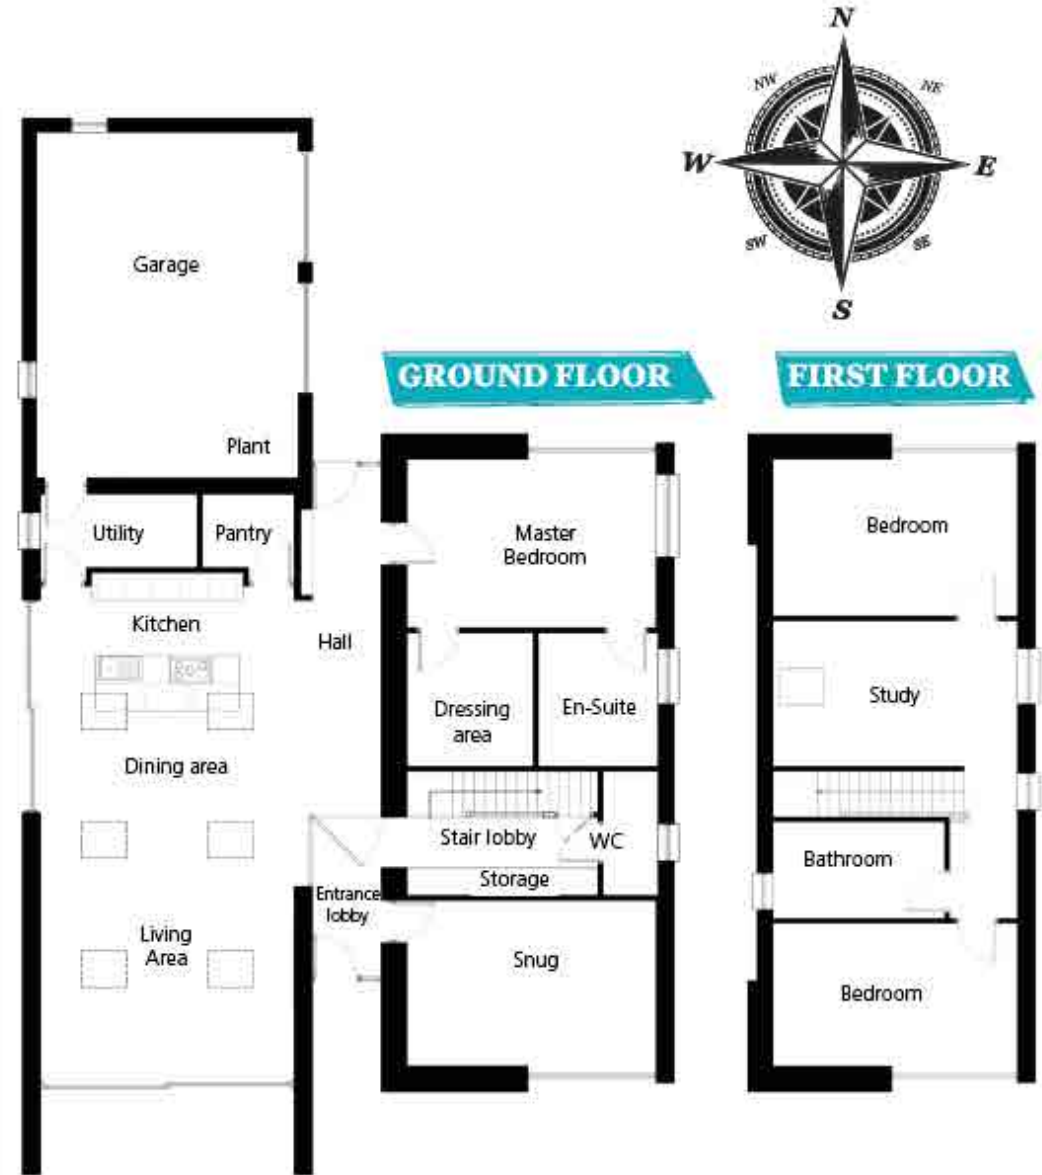 N
NW
NE
W
E
SW
SE
S
GROUND FLOOR
FIRST FLOOR
Garage
Plant
Utility
Pantry
Kitchen
Hall
Dining area
Living
Area
Entrance
lobby
Master
Bedroom
Dressing
area
En-Suite
Stair lobby
WC
Storage
Snug
Bedroom
Study
Bathroom
Bedroom